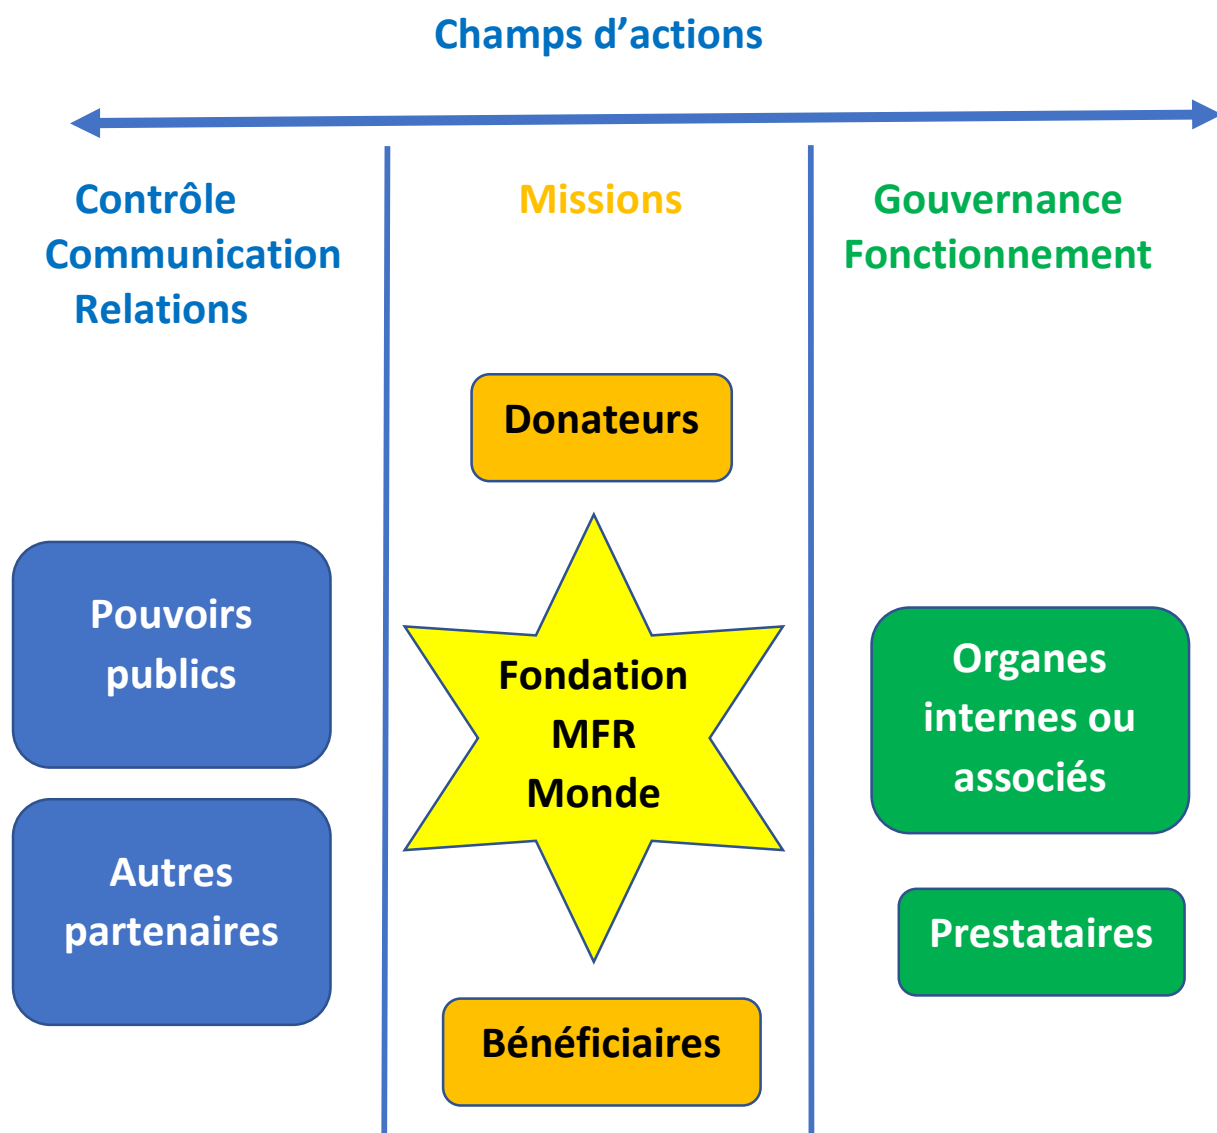 Champs d’actions
Contrôle
Communication
Relations
Missions
Gouvernance
Fonctionnement
Donateurs
Pouvoirs
publics
Autres
partenaires
Fondation
MFR
Monde
Bénéficiaires
Organes
internes ou
associés
Prestataires